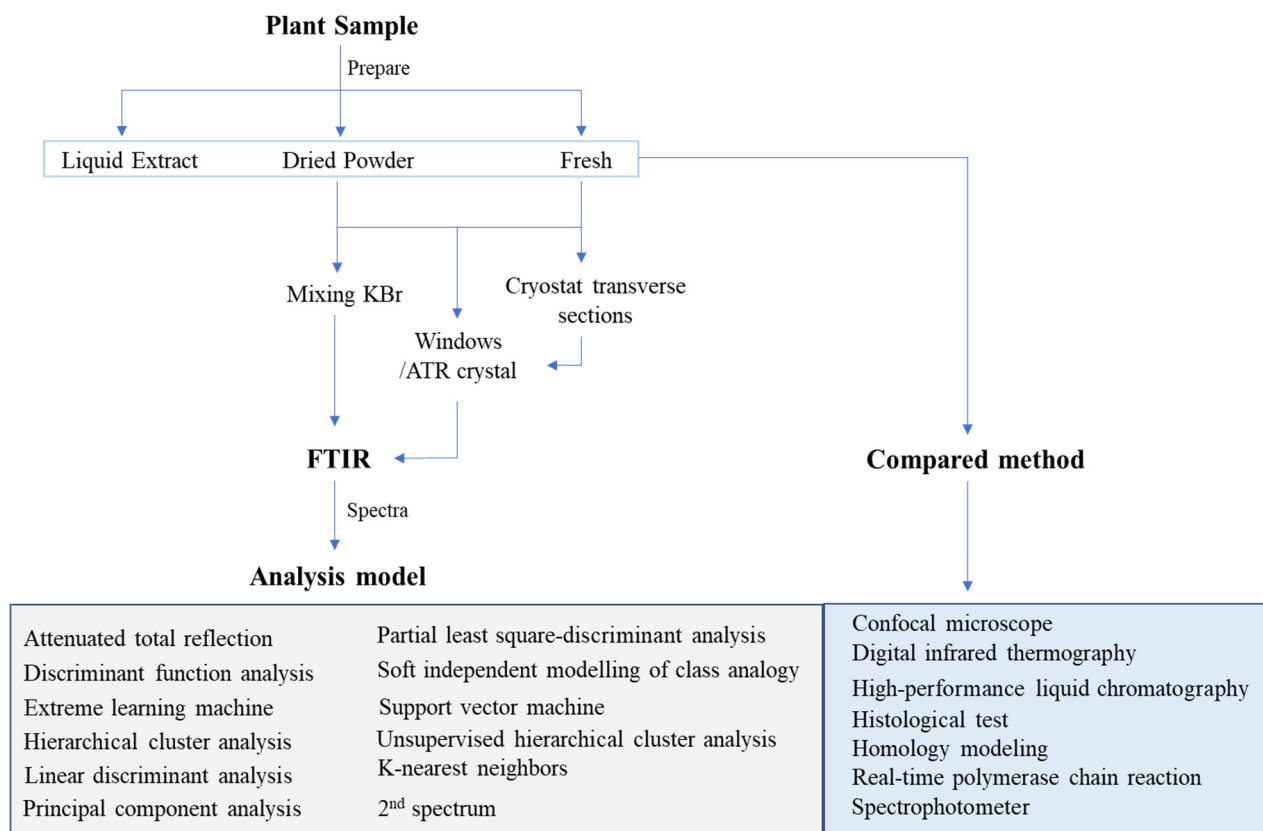 Plant Sample
Prepare
Liquid Extract
Dried Powder
Fresh
Mixing KBr
Cryostat transverse
sections
Windows
/ATR crystal
FTIR
Compared method
Spectra
Analysis model
Attenuated total reflection
Discriminant function analysis
Extreme learning machine
Hierarchical cluster analysis
Linear discriminant analysis
Principal component analysis
Partial least square-discriminant analysis
Soft independent modelling of class analogy
Support vector machine
Unsupervised hierarchical cluster analysis
K-nearest neighbors
2nd spectrum
Confocal microscope
Digital infrared thermography
High-performance liquid chromatography
Histological test
Homology modeling
Real-time polymerase chain reaction
Spectrophotometer